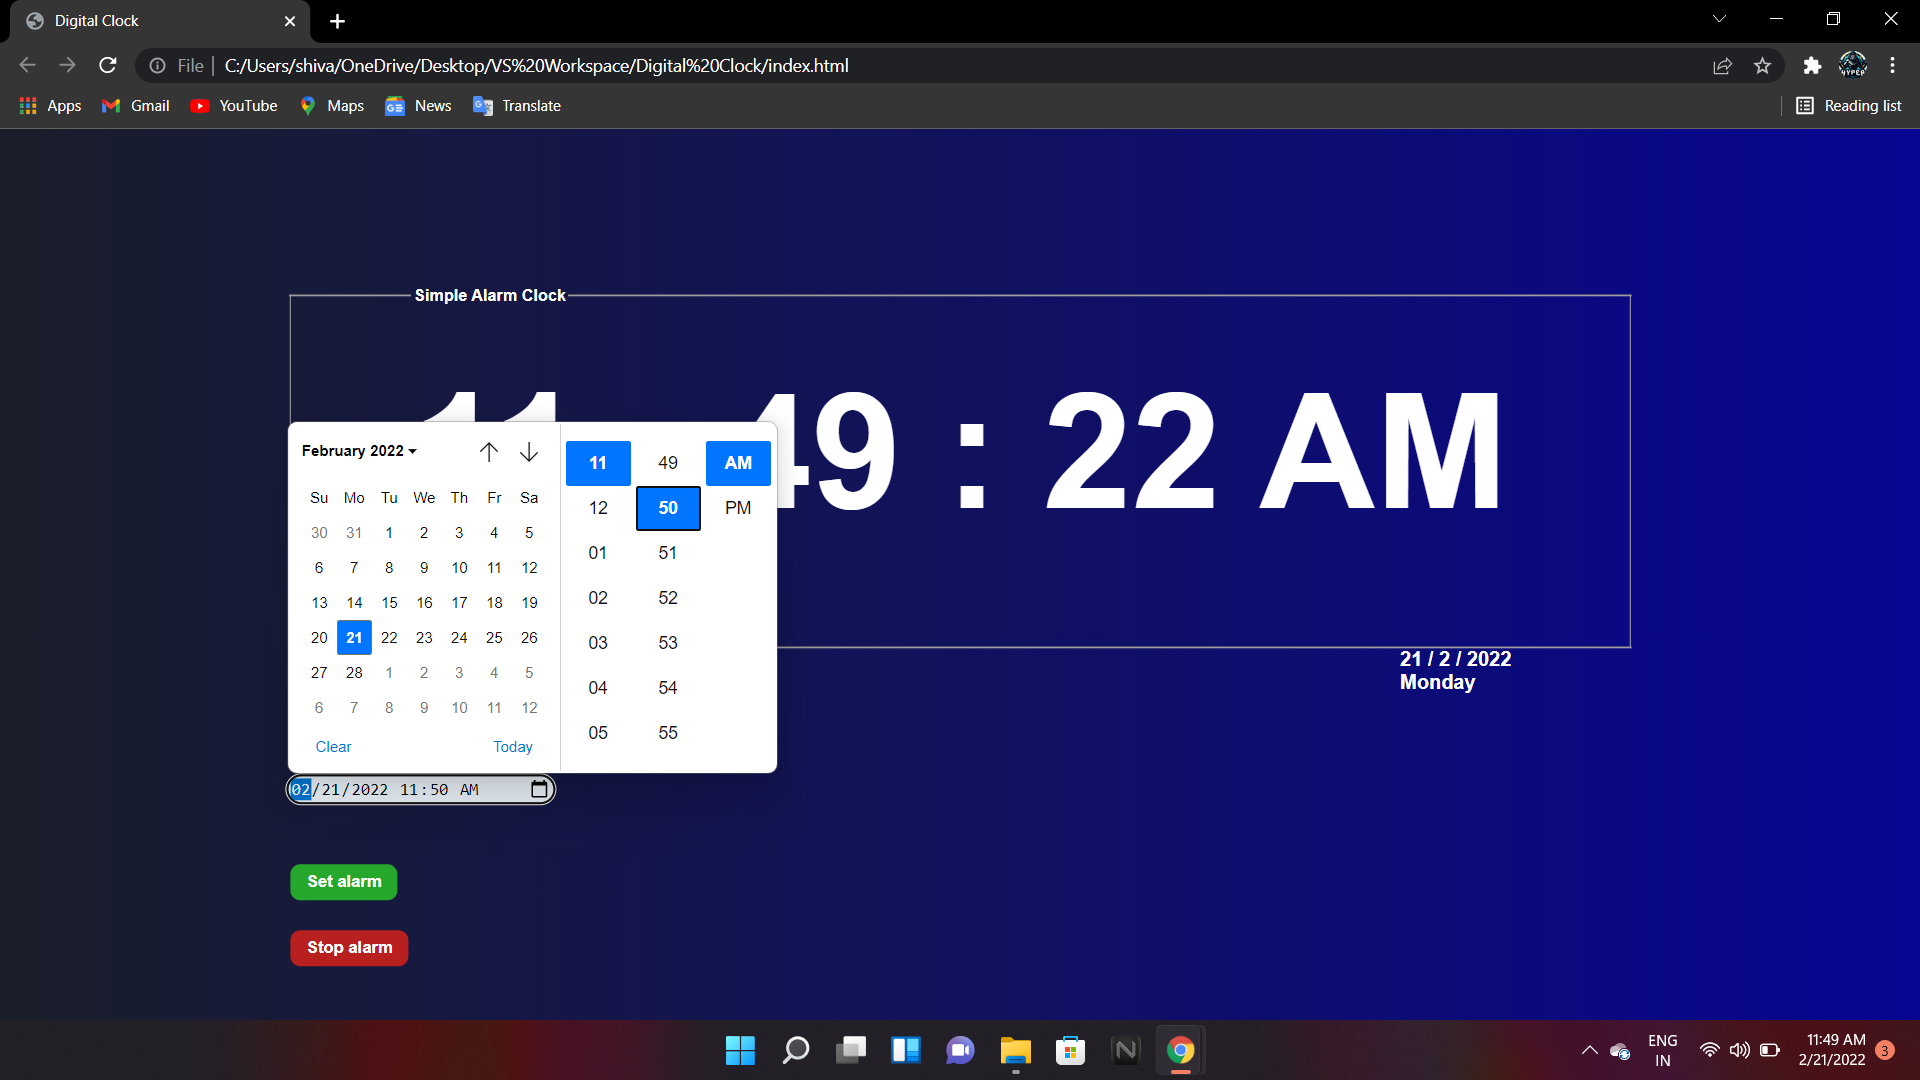 Digital Clock
File | C:/Users/shiva/OneDrive/Desktop/VS%20Workspace/Digital%20Clock/index.html
Apps Gmail YouTube Maps News Translate Reading list
Simple Alarm Clock
49 : 22 AM
February 2022
Su Mo Tu We Th Fr Sa
30 31 1 2 3 4 5
6 7 8 9 10 11 12
13 14 15 16 17 18 19
20 21 22 23 24 25 26
27 28 1 2 3 4 5
6 7 8 9 10 11 12
Clear Today
11 49 AM
12 50 PM
01 51
02 52
03 53
04 54
05 55
21 / 2 / 2022
Monday
02/21/2022 11:50 AM
Set alarm
Stop alarm
ENG
IN
11:49 AM
2/21/2022
3